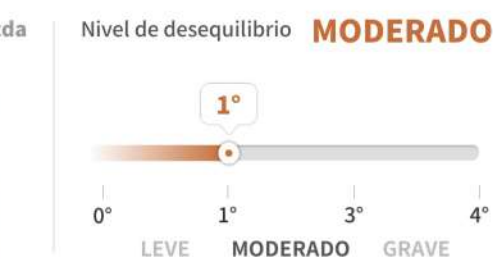 Nivel de desequilibrio MODERADO
1°
0° 1° 3° 4°
LEVE MODERADO GRAVE